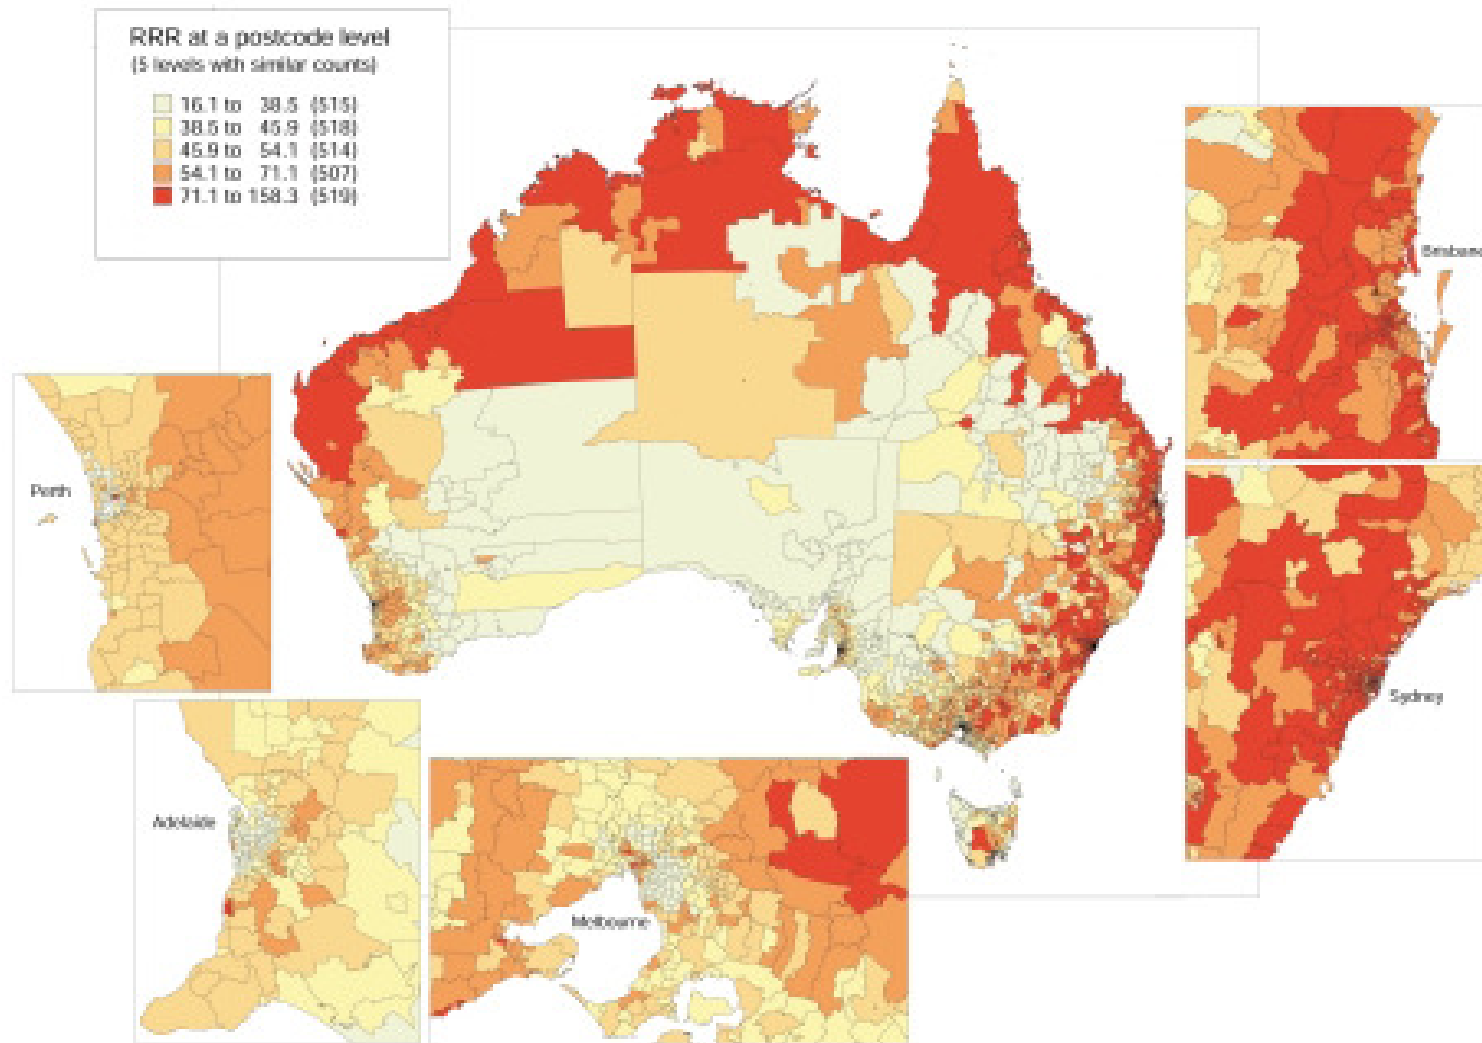 RRR at a postcode level
(5 levels with similar counts)
16.1 to 38.5 (515)
38.5 to 45.9 (518)
45.9 to 54.1 (514)
54.1 to 71.1 (507)
71.1 to 158.3 (519)
Brisbane
Perth
Sydney
Adelaide
Melbourne